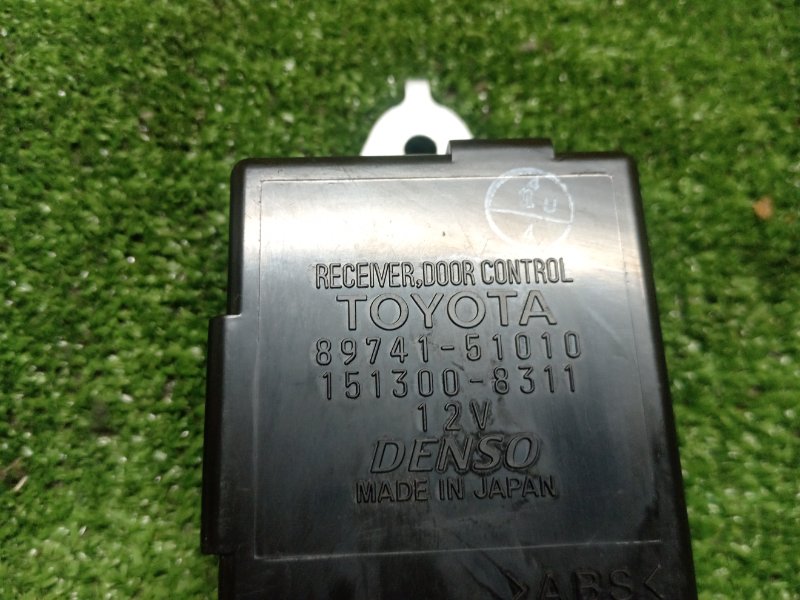 RECEIVER,DOOR CONTROL
TOYOTA
89741-51010
151300-8311
12V
DENSO
MADE IN JAPAN
>ABS<